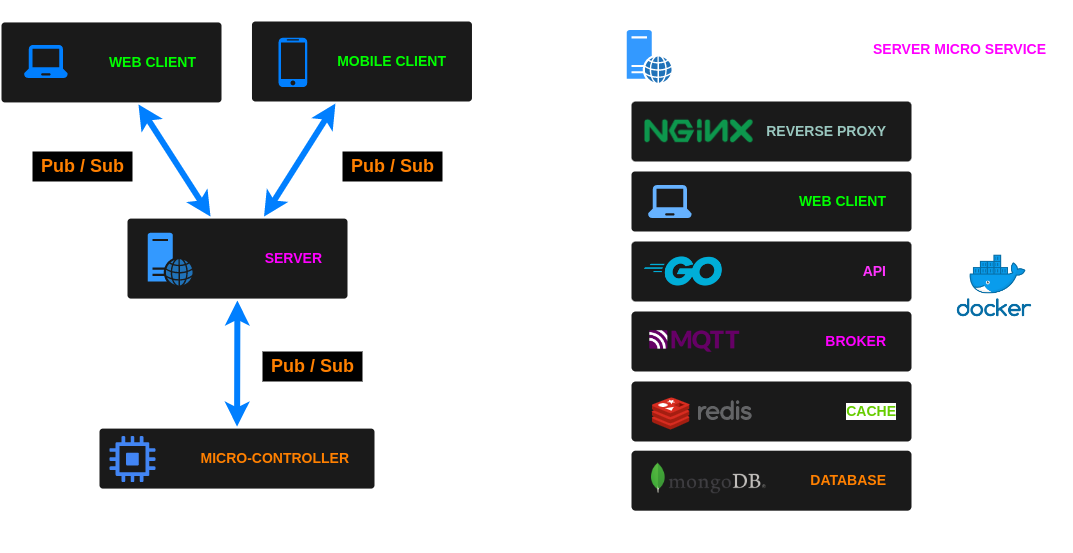 WEB CLIENT
MOBILE CLIENT
Pub / Sub
Pub / Sub
SERVER
Pub / Sub
MICRO-CONTROLLER
SERVER MICRO SERVICE
NGiNX REVERSE PROXY
WEB CLIENT
GO API
MQTT BROKER
redis CACHE
mongoDB. DATABASE
docker